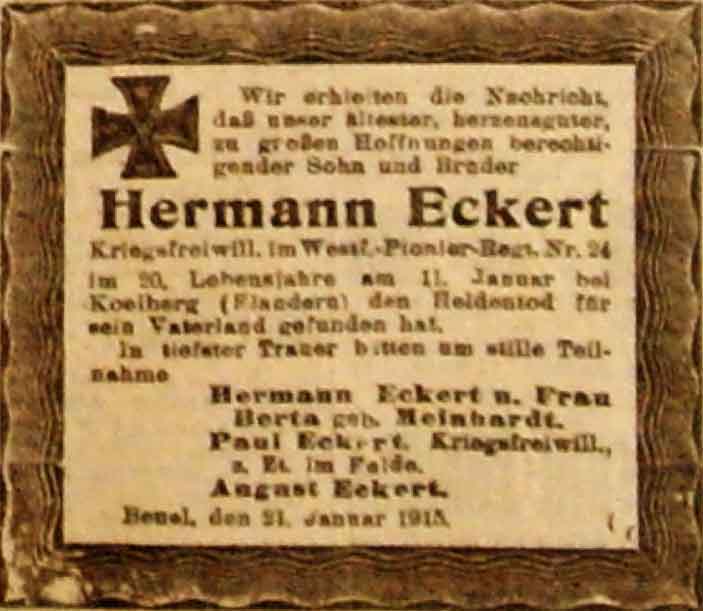 Wir erhielten die Nachricht,
daß unser ältester, herzensguter,
zu großen Hoffnungen berechti-
gender Sohn und Bruder
Hermann Eckert
Kriegsfreiwill. im Westf.-Pionier-Regt. Nr. 24
im 20. Lebensjahre am 11. Januar bei
Koelberg (Flandern) den Heldentod für
sein Vaterland gefunden hat.
In tiefster Trauer bitten um stille Teil-
nahme
Hermann Eckert u. Frau
Berta geb. Meinhardt.
Paul Eckert, Kriegsfreiwill.,
z. Zt. im Felde.
August Eckert.
Beuel, den 21. Januar 1915.